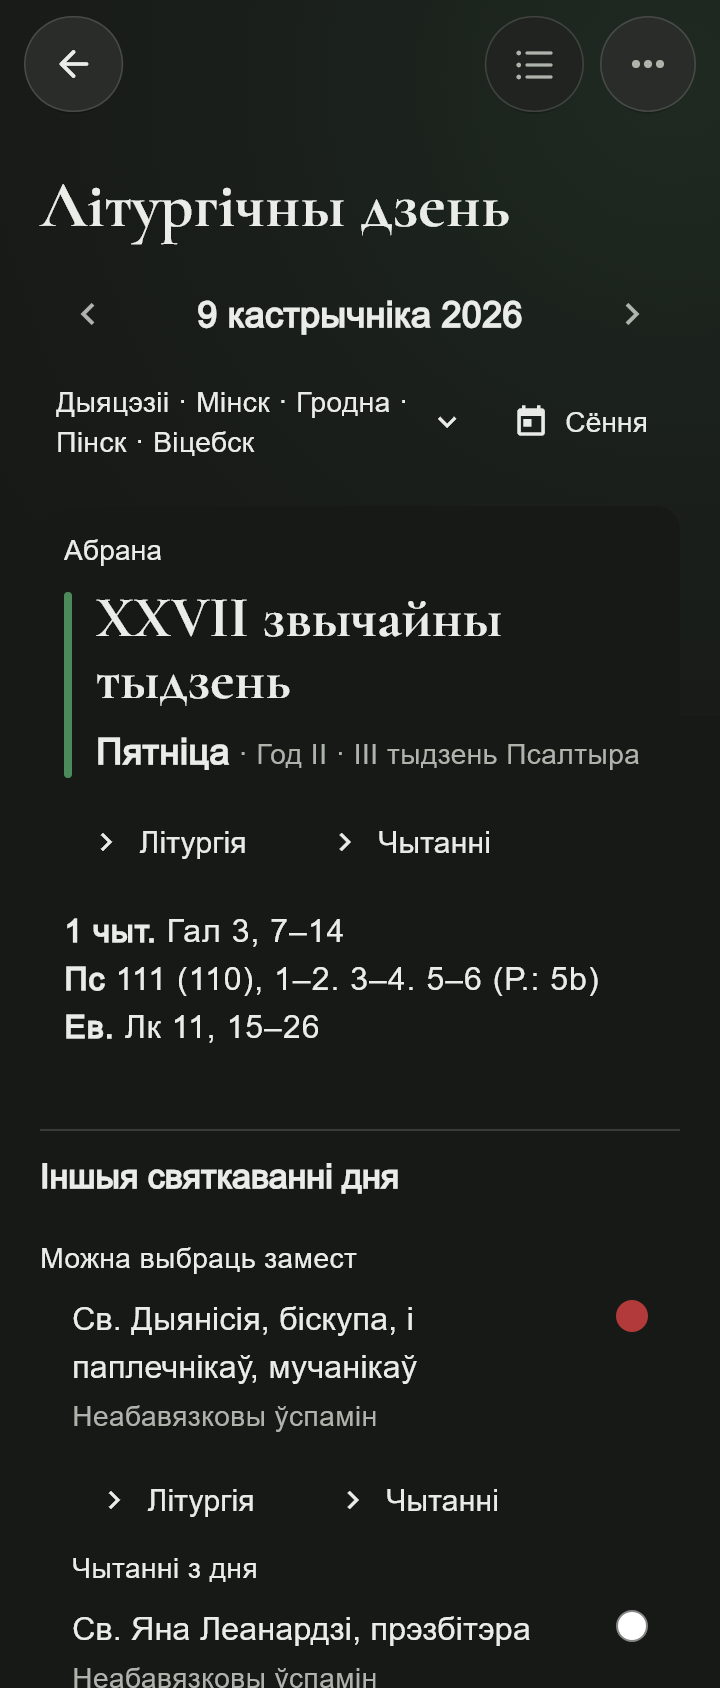 Літургічны дзень
9 кастрычніка 2026
Дыяцэзіі · Мінск · Гродна ·
Пінск · Віцебск
Сёння
Абрана
XXVII звычайны
тыдзень
Пятніца · Год II · III тыдзень Псалтыра
Літургія
Чытанні
1 чыт. Гал 3, 7–14
Пс 111 (110), 1–2. 3–4. 5–6 (Р.: 5b)
Ев. Лк 11, 15–26
Іншыя святкаванні дня
Можна выбраць замест
Св. Дыянісія, біскупа, і
паплечнікаў, мучанікаў
Неабавязковы ўспамін
Літургія
Чытанні
Чытанні з дня
Св. Яна Леанардзі, прэзбітэра
Неабавязковы ўспамін